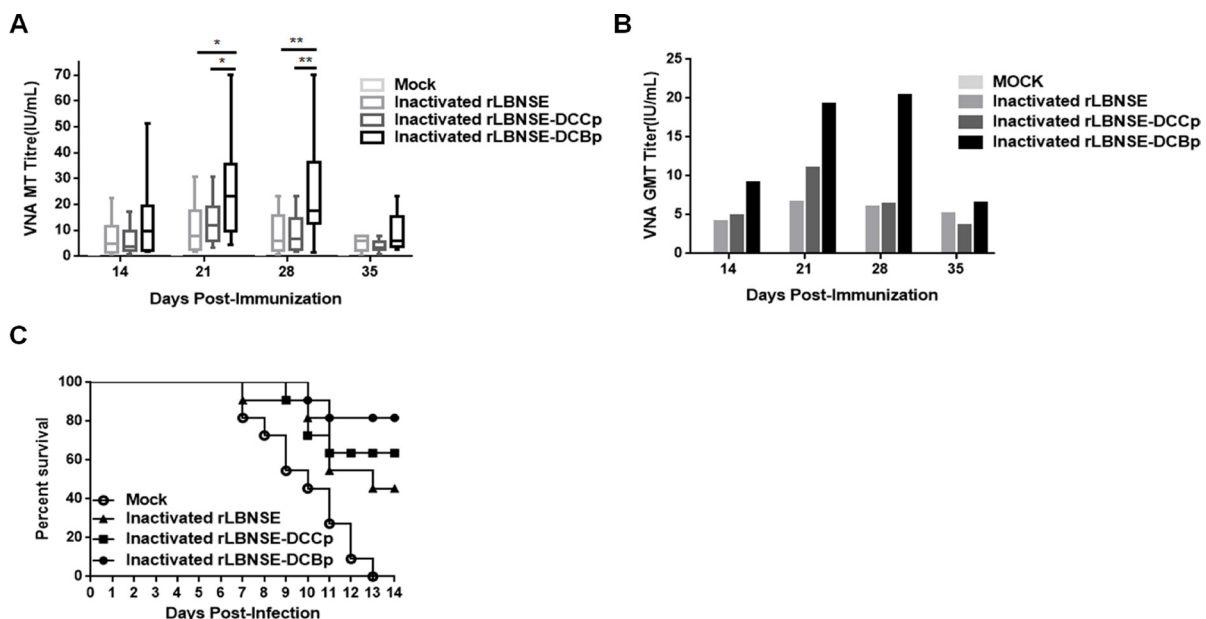 A
VNA MT Titre(IU/mL)
70
60
50
40
30
20
10
0
*
*
**
**
14 21 28 35
Days Post-Immunization
Mock
Inactivated rLBNSE
Inactivated rLBNSE-DCCp
Inactivated rLBNSE-DCBp
B
VNA GMT Titer(IU/mL)
25
20
15
10
5
0
14 21 28 35
Days Post-Immunization
MOCK
Inactivated rLBNSE
Inactivated rLBNSE-DCCp
Inactivated rLBNSE-DCBp
C
Percent survival
100
80
60
40
20
0
Mock
Inactivated rLBNSE
Inactivated rLBNSE-DCCp
Inactivated rLBNSE-DCBp
0 1 2 3 4 5 6 7 8 9 10 11 12 13 14
Days Post-Infection